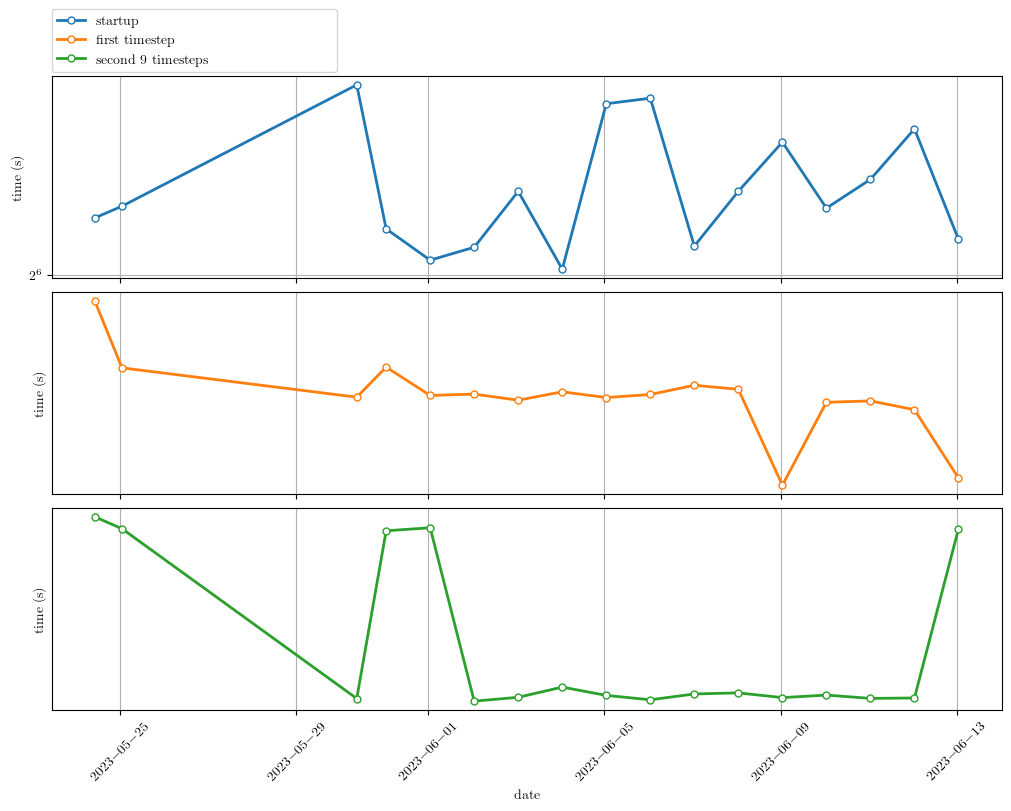 startup
first timestep
second 9 timesteps
time (s)
2⁶
time (s)
time (s)
2023−05−25
2023−05−29
2023−06−01
2023−06−05
2023−06−09
2023−06−13
date